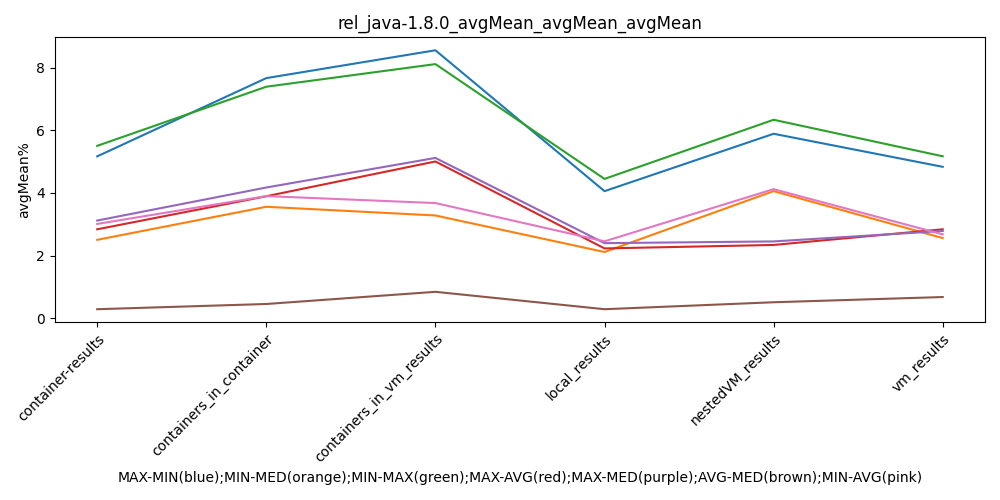 rel_java-1.8.0_avgMean_avgMean_avgMean
avgMean%
8
6
4
2
0
container-results
containers_in_container
containers_in_vm_results
local_results
nestedVM_results
vm_results
MAX-MIN(blue);MIN-MED(orange);MIN-MAX(green);MAX-AVG(red);MAX-MED(purple);AVG-MED(brown);MIN-AVG(pink)